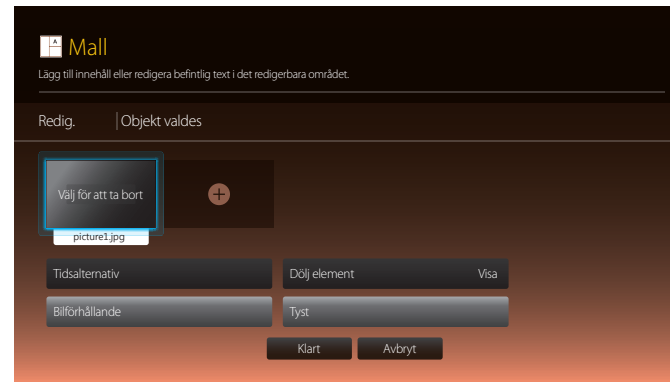 A
Mall
Lägg till innehåll eller redigera befintlig text i det redigerbara området.
Redig. Objekt valdes
Välj för att ta bort
picture1.jpg
Tidsalternativ
Dölj element Visa
Bilförhållande
Tyst
Klart
Avbryt